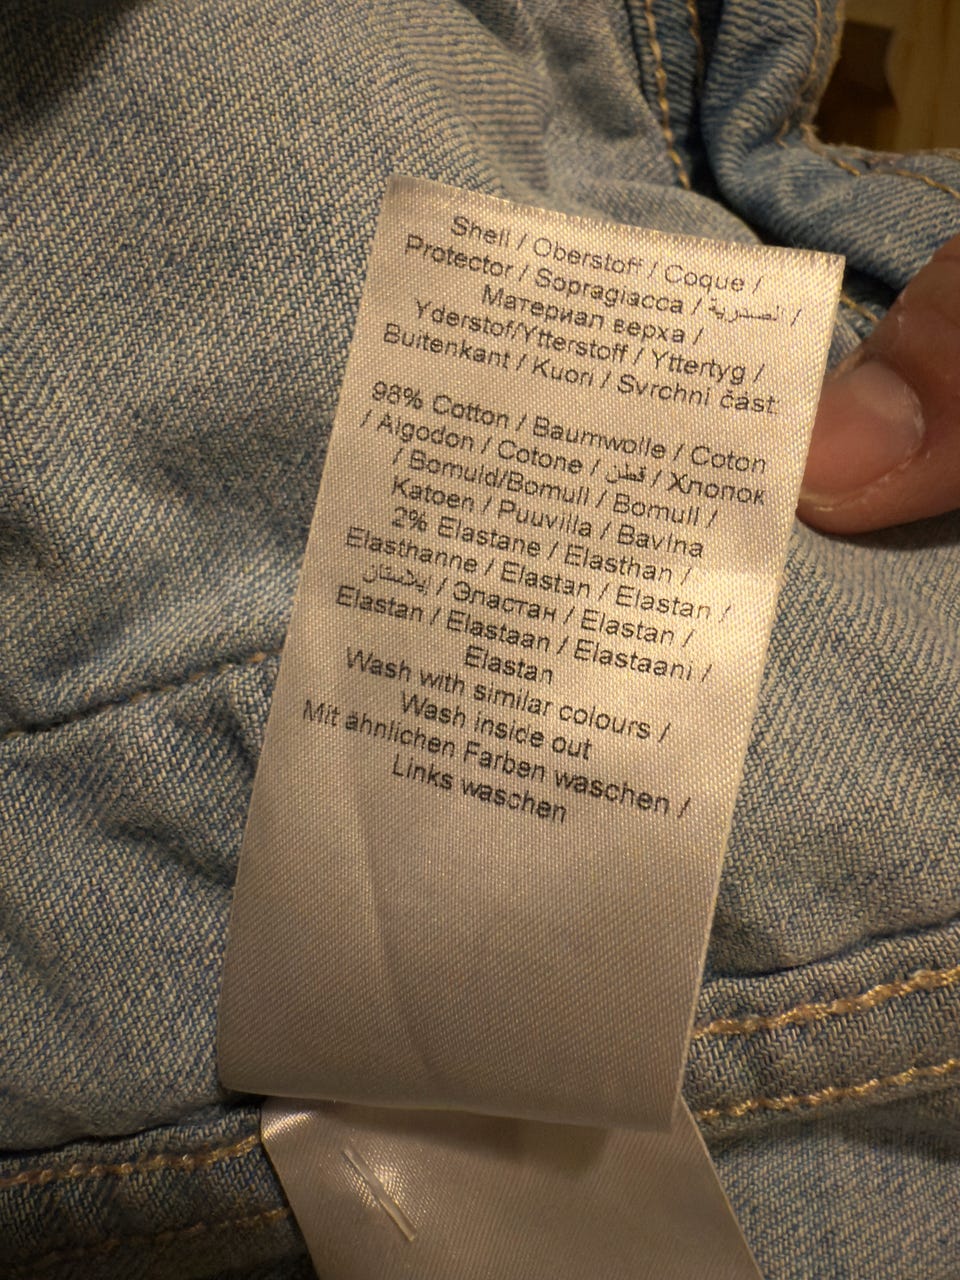 Shell / Oberstoff / Coque /
Protector / Sopragiacca / الصدرية /
Материал верха /
Yderstof/Ytterstoff / Yttertyg /
Buitenkant / Kuori / Svrchni část:
98% Cotton / Baumwolle / Coton
/ Algodon / Cotone / قطن / Хлопок
/ Bomuld/Bomull / Bomull /
Katoen / Puuvilla / Bavlna
2% Elastane / Elasthan /
Elasthanne / Elastan / Elastan /
إيلاستان / Эластан / Elastan /
Elastan / Elastaan / Elastaani /
Elastan
Wash with similar colours /
Wash inside out
Mit ähnlichen Farben waschen /
Links waschen